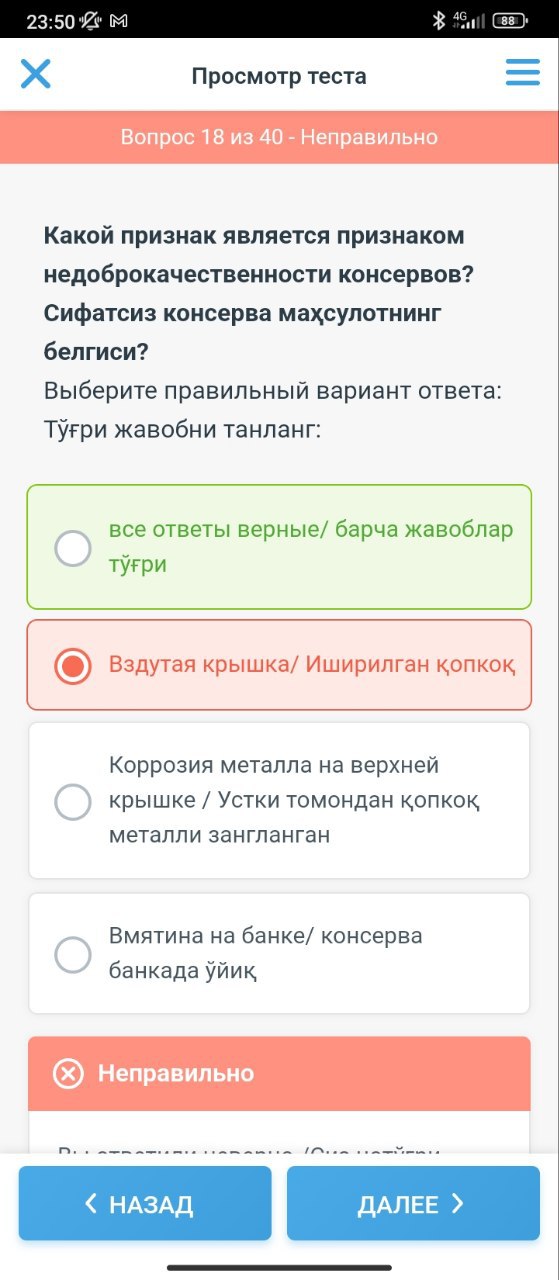 23:50
4G
88
Просмотр теста
Вопрос 18 из 40 - Неправильно
Какой признак является признаком
недоброкачественности консервов?
Сифатсиз консерва маҳсулотнинг
белгиси?
Выберите правильный вариант ответа:
Тўғри жавобни танланг:
все ответы верные/ барча жавоблар
тўғри
Вздутая крышка/ Иширилган қопкоқ
Коррозия металла на верхней
крышке / Устки томондан қопкоқ
металли зангланган
Вмятина на банке/ консерва
банкада ўйиқ
Неправильно
НАЗАД
ДАЛЕЕ